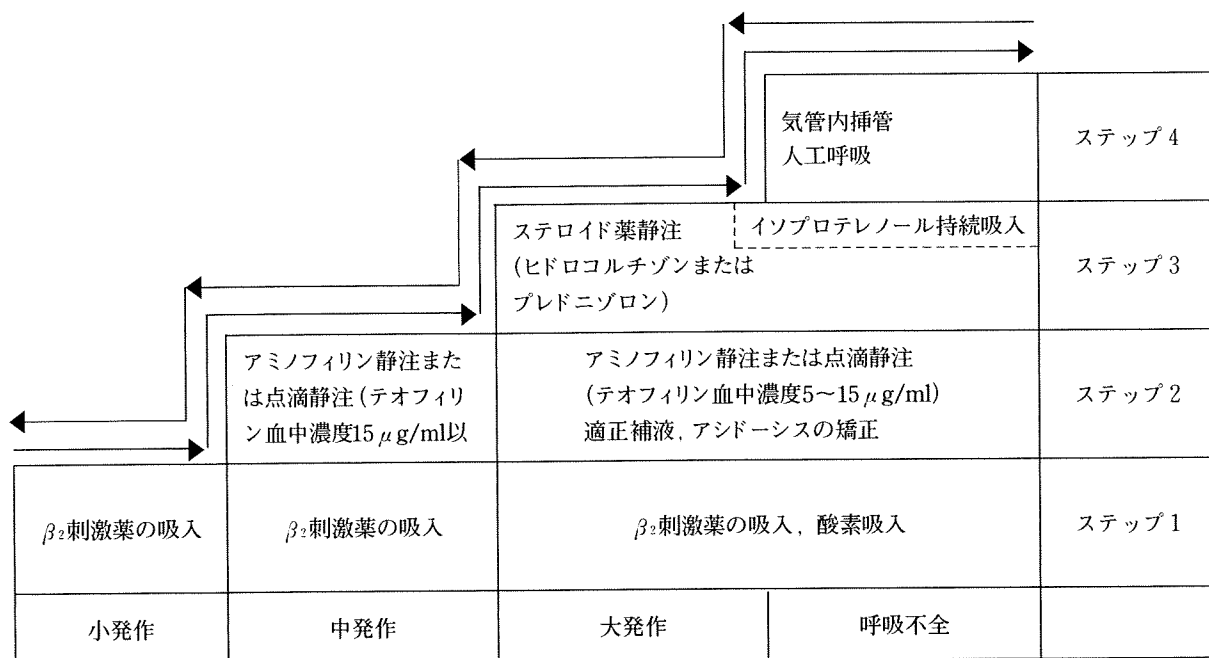 気管内挿管
人工呼吸
ステップ4
ステロイド薬静注
(ヒドロコルチゾンまたは
プレドニゾロン)
イソプロテレノール持続吸入
ステップ3
アミノフィリン静注また
は点滴静注(テオフィリ
ン血中濃度15μg/ml以
アミノフィリン静注または点滴静注
(テオフィリン血中濃度5〜15μg/ml)
適正補液,アシドーシスの矯正
ステップ2
β₂刺激薬の吸入
β₂刺激薬の吸入
β₂刺激薬の吸入,酸素吸入
ステップ1
小発作
中発作
大発作
呼吸不全